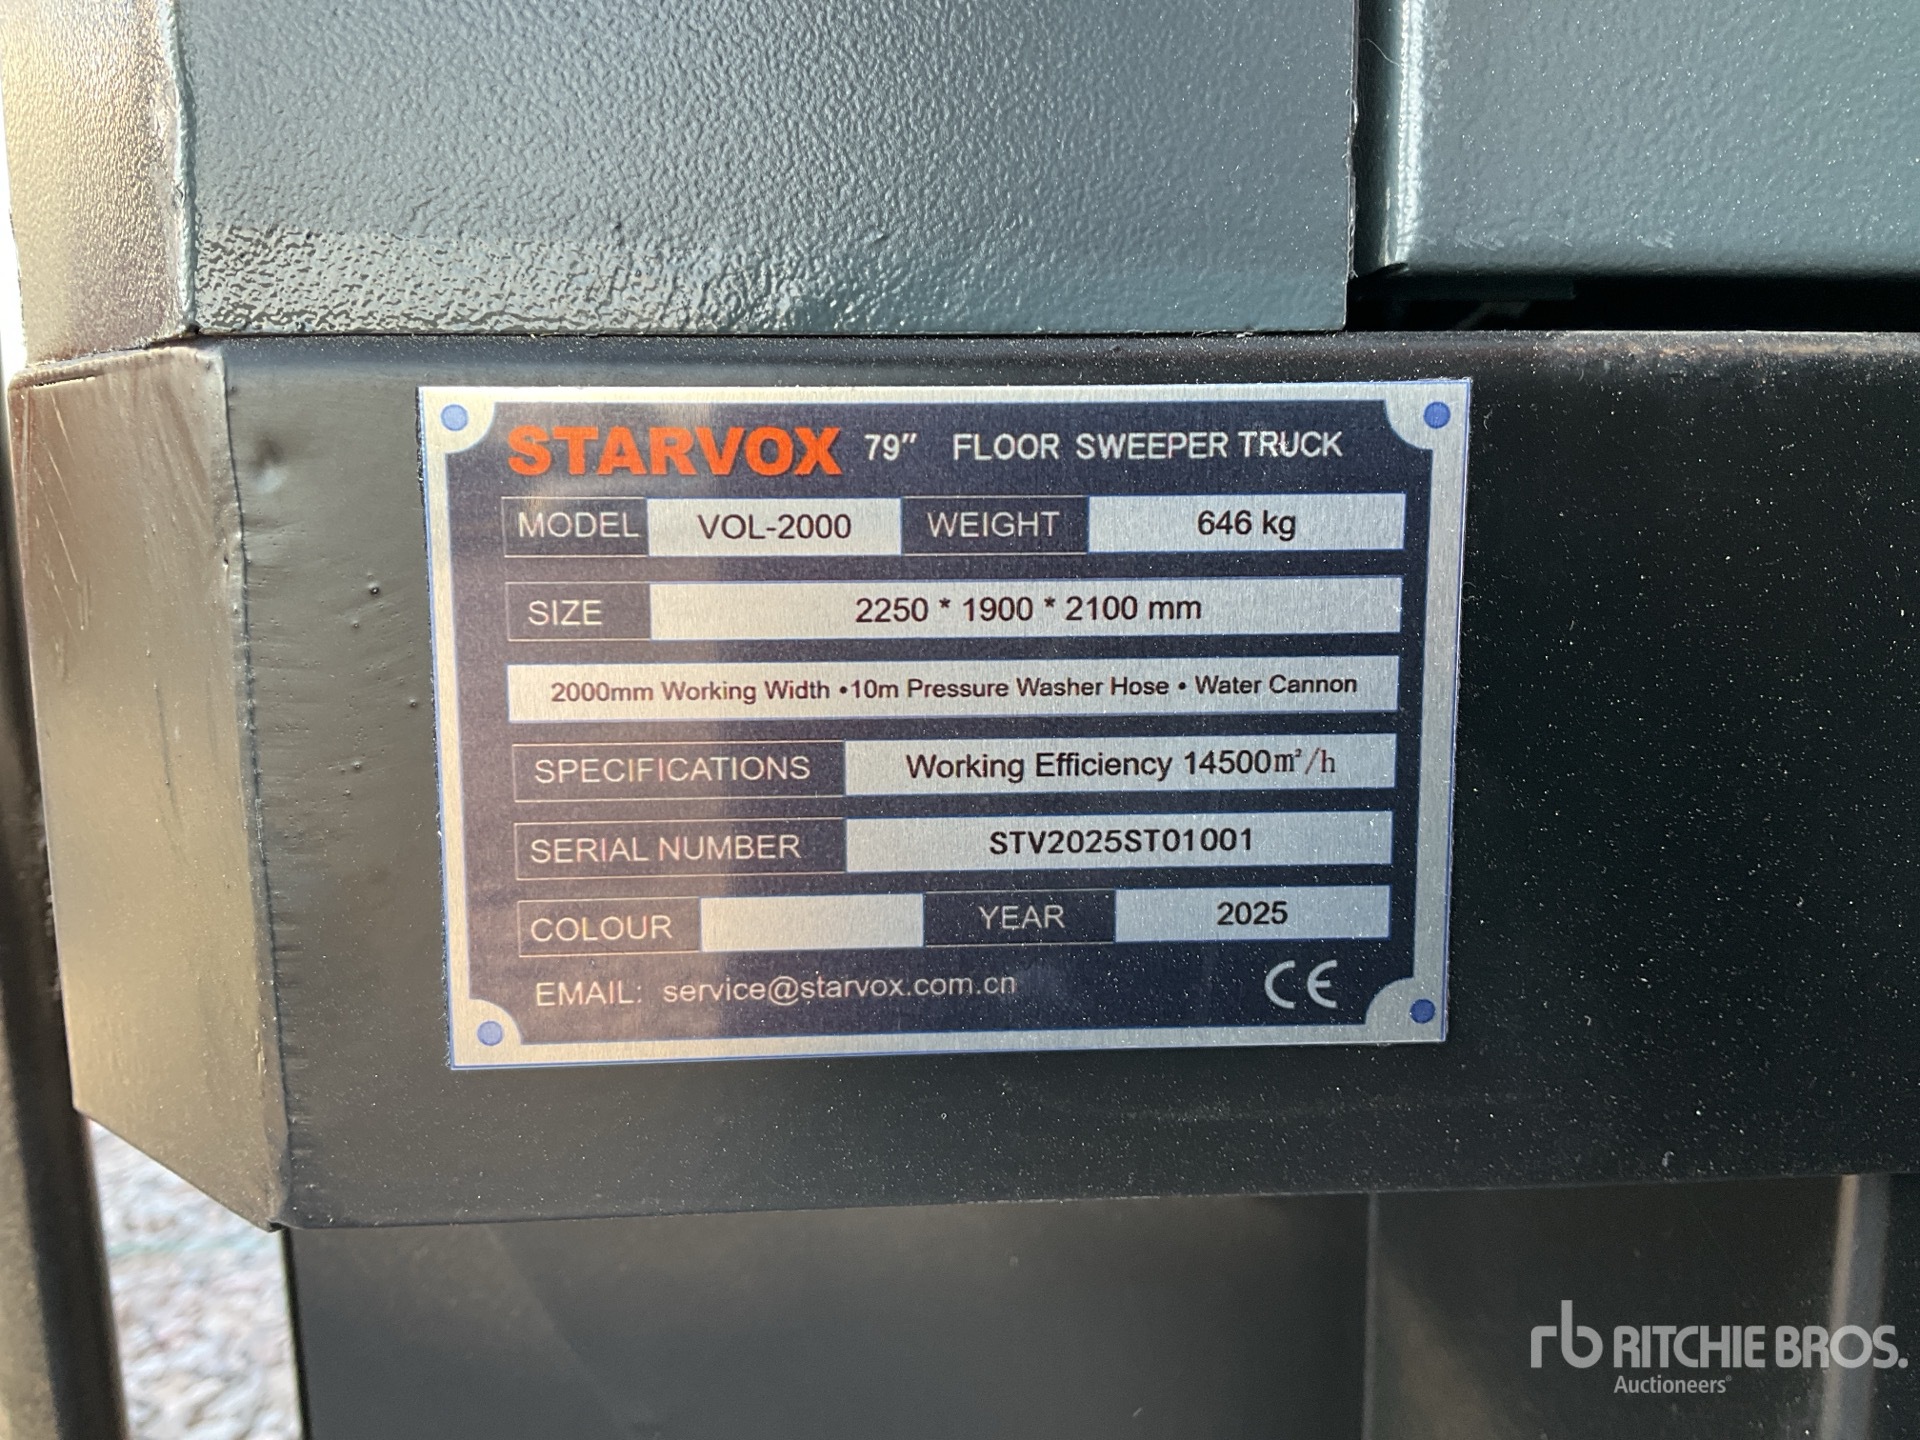 STARVOX 79" FLOOR SWEEPER TRUCK
MODEL VOL-2000 WEIGHT 646 kg
SIZE 2250 * 1900 * 2100 mm
2000mm Working Width •10m Pressure Washer Hose • Water Cannon
SPECIFICATIONS Working Efficiency 14500㎡/h
SERIAL NUMBER STV2025ST01001
COLOUR YEAR 2025
EMAIL: service@starvox.com.cn CE
rb RITCHIE BROS.
Auctioneers